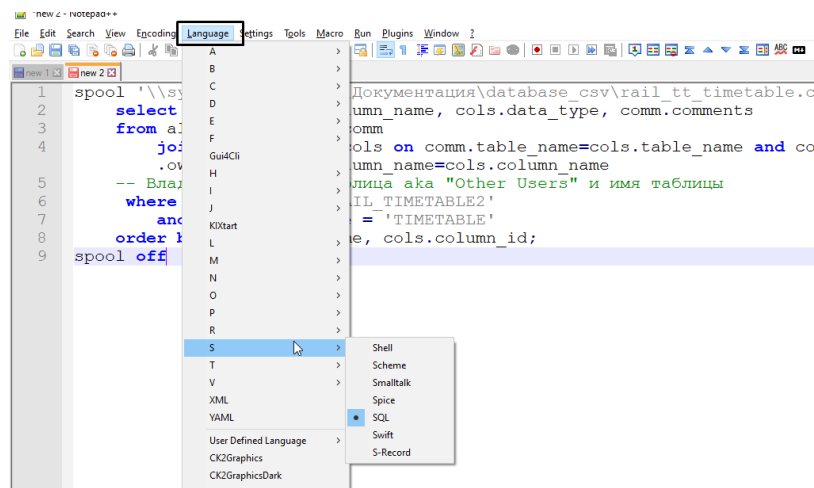 *new 2 - Notepad++
File Edit Search View Encoding Language Settings Tools Macro Run Plugins Window ?
new 1 new 2
1 spool '\\sy Документация\database_csv\rail_tt_timetable.c
2 select umn_name, cols.data_type, comm.comments
3 from al omm
4 joi ols on comm.table_name=cols.table_name and co
.ow umn_name=cols.column_name
5 -- Влад лица aka "Other Users" и имя таблицы
6 where IL_TIMETABLE2'
7 and = 'TIMETABLE'
8 order b e, cols.column_id;
9 spool off
A
B
C
D
E
F
Gui4Cli
H
I
J
KIXtart
L
M
N
O
P
R
S
T
V
XML
YAML
User Defined Language
CK2Graphics
CK2GraphicsDark
Shell
Scheme
Smalltalk
Spice
SQL
Swift
S-Record